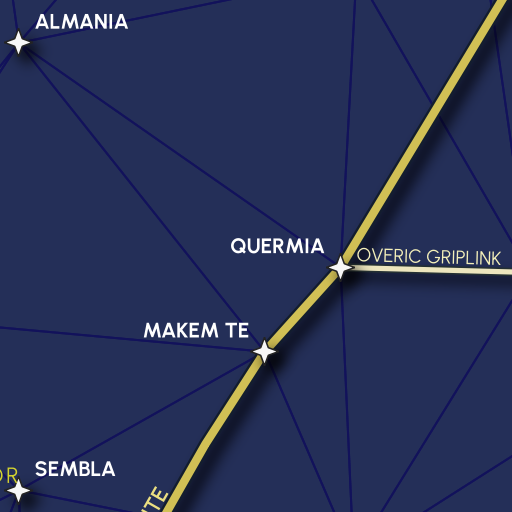 ALMANIA
QUERMIA
OVERIC GRIPLINK
MAKEM TE
SEMBLA